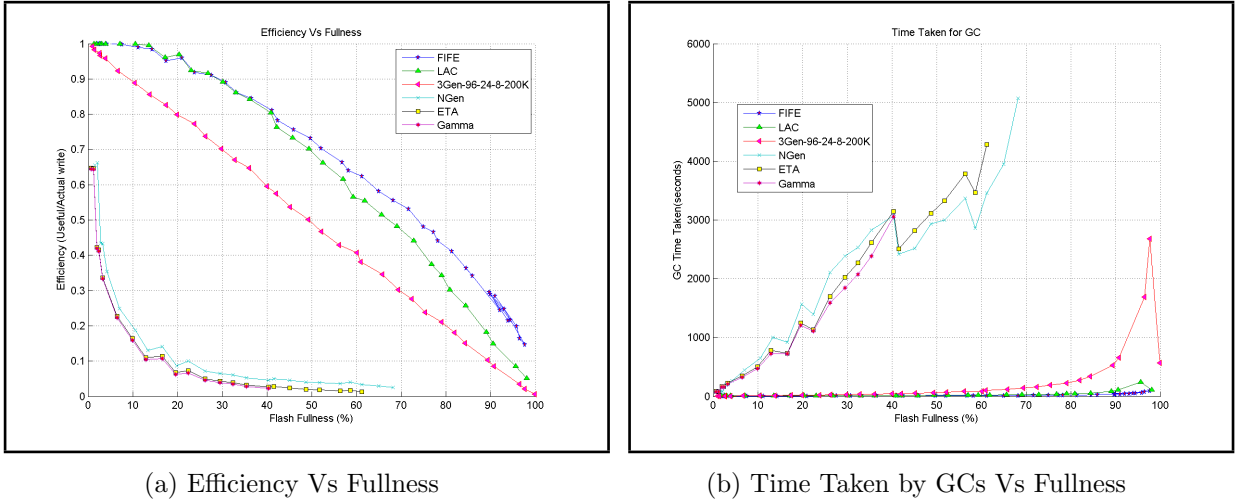 Efficiency Vs Fullness
1
0.9
0.8
0.7
0.6
0.5
0.4
0.3
0.2
0.1
0
Efficiency (Useful/Actual write)
0 10 20 30 40 50 60 70 80 90 100
Flash Fullness (%)
FIFE
LAC
3Gen-96-24-8-200K
NGen
ETA
Gamma
(a) Efficiency Vs Fullness
Time Taken for GC
6000
5000
4000
3000
2000
1000
0
GC Time Taken(seconds)
0 10 20 30 40 50 60 70 80 90 100
Flash Fullness (%)
FIFE
LAC
3Gen-96-24-8-200K
NGen
ETA
Gamma
(b) Time Taken by GCs Vs Fullness